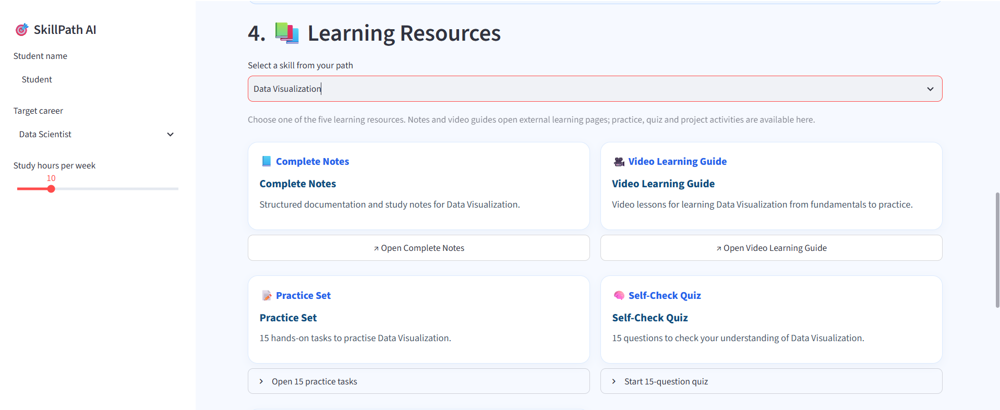 SkillPath AI
Student name
Student
Target career
Data Scientist
Study hours per week
10
4. Learning Resources
Select a skill from your path
Data Visualization
Choose one of the five learning resources. Notes and video guides open external learning pages; practice, quiz and project activities are available here.
Complete Notes
Complete Notes
Structured documentation and study notes for Data Visualization.
↗ Open Complete Notes
Video Learning Guide
Video Learning Guide
Video lessons for learning Data Visualization from fundamentals to practice.
↗ Open Video Learning Guide
Practice Set
Practice Set
15 hands-on tasks to practise Data Visualization.
Open 15 practice tasks
Self-Check Quiz
Self-Check Quiz
15 questions to check your understanding of Data Visualization.
Start 15-question quiz